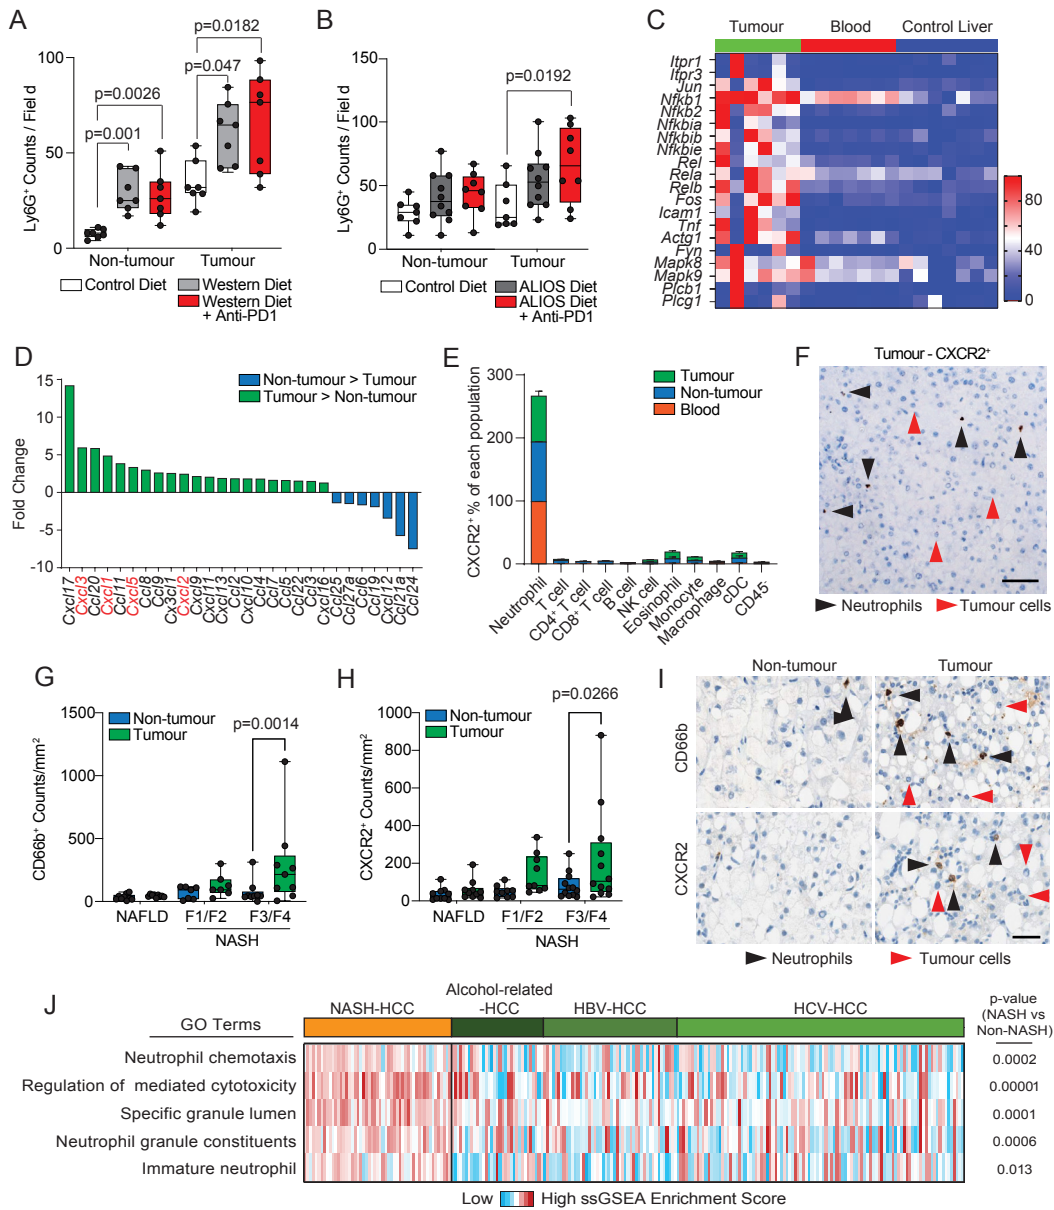 A
p=0.0182
p=0.047
p=0.0026
p=0.001
100
50
0
Ly6G⁺ Counts / Field
Non-tumour
Tumour
Control Diet
Western Diet
Western Diet
+ Anti-PD1
B
p=0.0192
150
100
50
0
Ly6G⁺ Counts / Field
Non-tumour
Tumour
Control Diet
ALIOS Diet
ALIOS Diet
+ Anti-PD1
C
Tumour
Blood
Control Liver
Itpr1
Itpr3
Jun
Nfkb1
Nfkb2
Nfkbia
Nfkbib
Nfkbie
Rel
Rela
Relb
Fos
Icam1
Tnf
Actg1
Fyn
Mapk8
Mapk9
Plcb1
Plcg1
80
60
40
20
0
D
Non-tumour > Tumour
Tumour > Non-tumour
15
10
5
0
-5
-10
Fold Change
Cxcl17
Cxcl3
Ccl20
Cxcl1
Ccl11
Cxcl5
Ccl8
Ccl9
Cx3cl1
Cxcl2
Cxcl9
Cxcl11
Cxcl13
Ccl2
Cxcl10
Ccl4
Ccl7
Ccl5
Ccl22
Ccl3
Cxcl16
Ccl25
Ccl27a
Ccl19
Cxcl12
Ccl21a
Ccl24
E
Tumour
Non-tumour
Blood
300
200
100
0
CXCR2⁺ % of each population
Neutrophil
T cell
CD4⁺ T cell
CD8⁺ T cell
B cell
NK cell
Eosinophil
Monocyte
Macrophage
cDC
CD45⁻
F
Tumour - CXCR2⁺
Neutrophils
Tumour cells
G
Non-tumour
Tumour
p=0.0014
1500
1000
500
0
CD66b⁺ Counts/mm²
NAFLD
F1/F2
F3/F4
NASH
H
p=0.0266
Non-tumour
Tumour
1000
800
600
400
200
0
CXCR2⁺ Counts/mm²
NAFLD
F1/F2
F3/F4
NASH
I
Non-tumour
Tumour
CD66b
CXCR2
Neutrophils
Tumour cells
J
GO Terms
NASH-HCC
Alcohol-related
-HCC
HBV-HCC
HCV-HCC
p-value
(NASH vs
Non-NASH)
Neutrophil chemotaxis
0.0002
Regulation of mediated cytotoxicity
0.00001
Specific granule lumen
0.0001
Neutrophil granule constituents
0.0006
Immature neutrophil
0.013
Low
High ssGSEA Enrichment Score